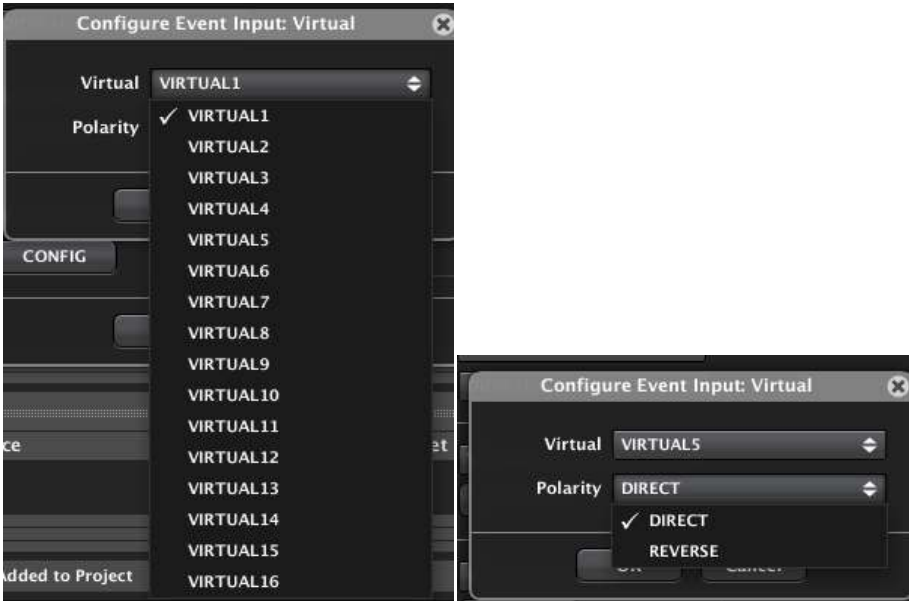 Configure Event Input: Virtual
Virtual VIRTUAL1
Polarity ✓ VIRTUAL1
VIRTUAL2
VIRTUAL3
VIRTUAL4
VIRTUAL5
CONFIG
VIRTUAL6
VIRTUAL7
VIRTUAL8
VIRTUAL9
VIRTUAL10
VIRTUAL11
ce et
VIRTUAL12
VIRTUAL13
VIRTUAL14
VIRTUAL15
Added to Project
VIRTUAL16
Configure Event Input: Virtual
Virtual VIRTUAL5
Polarity DIRECT
✓ DIRECT
REVERSE
OK Cancel